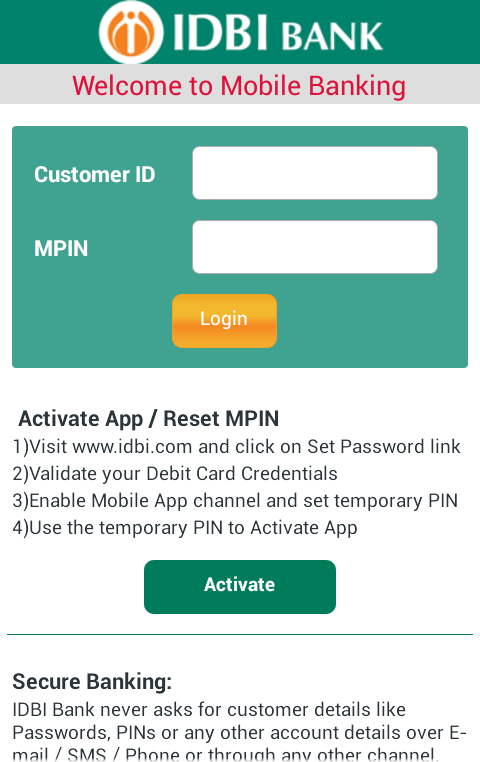 IDBI BANK
Welcome to Mobile Banking
Customer ID
MPIN
Login
Activate App / Reset MPIN
1)Visit www.idbi.com and click on Set Password link
2)Validate your Debit Card Credentials
3)Enable Mobile App channel and set temporary PIN
4)Use the temporary PIN to Activate App
Activate
Secure Banking:
IDBI Bank never asks for customer details like
Passwords, PINs or any other account details over E-
mail / SMS / Phone or through any other channel.